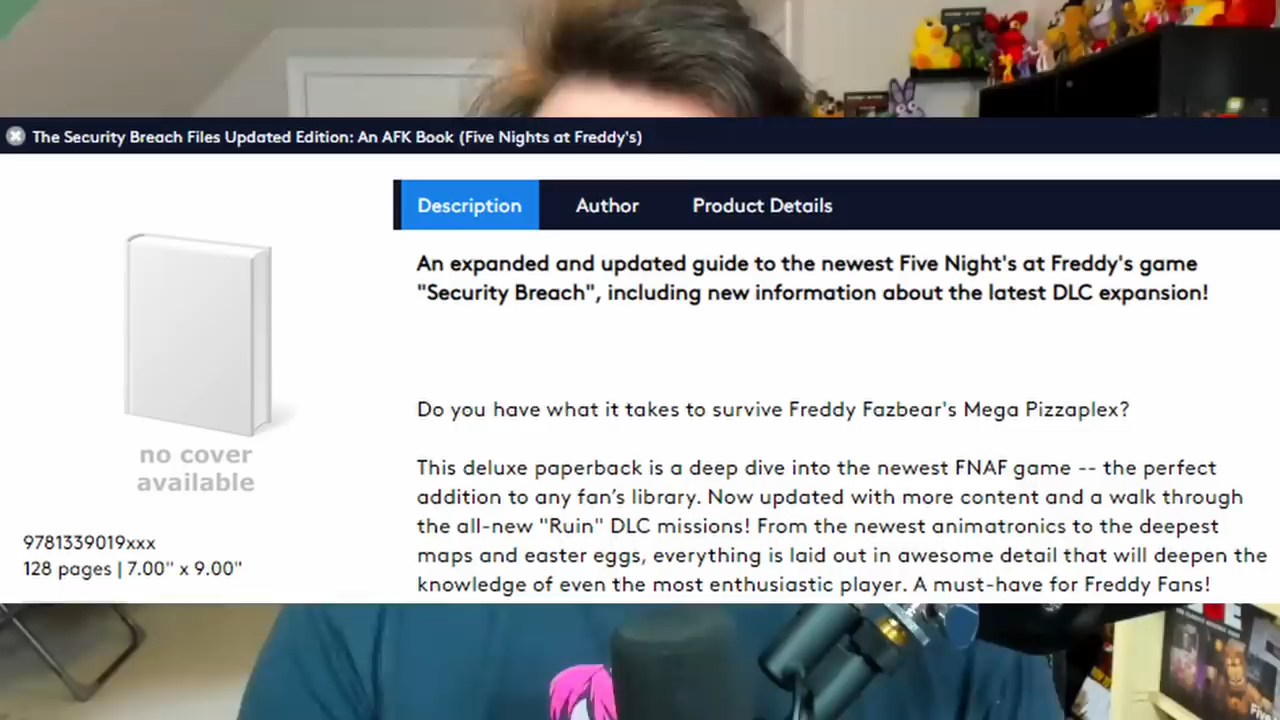 The Security Breach Files Updated Edition: An AFK Book (Five Nights at Freddy's)
Description Author Product Details
An expanded and updated guide to the newest Five Night's at Freddy's game
"Security Breach", including new information about the latest DLC expansion!
no cover
available
Do you have what it takes to survive Freddy Fazbear's Mega Pizzaplex?
This deluxe paperback is a deep dive into the newest FNAF game -- the perfect
addition to any fan’s library. Now updated with more content and a walk through
the all-new "Ruin" DLC missions! From the newest animatronics to the deepest
maps and easter eggs, everything is laid out in awesome detail that will deepen the
knowledge of even the most enthusiastic player. A must-have for Freddy Fans!
9781339019xxx
128 pages | 7.00" x 9.00"